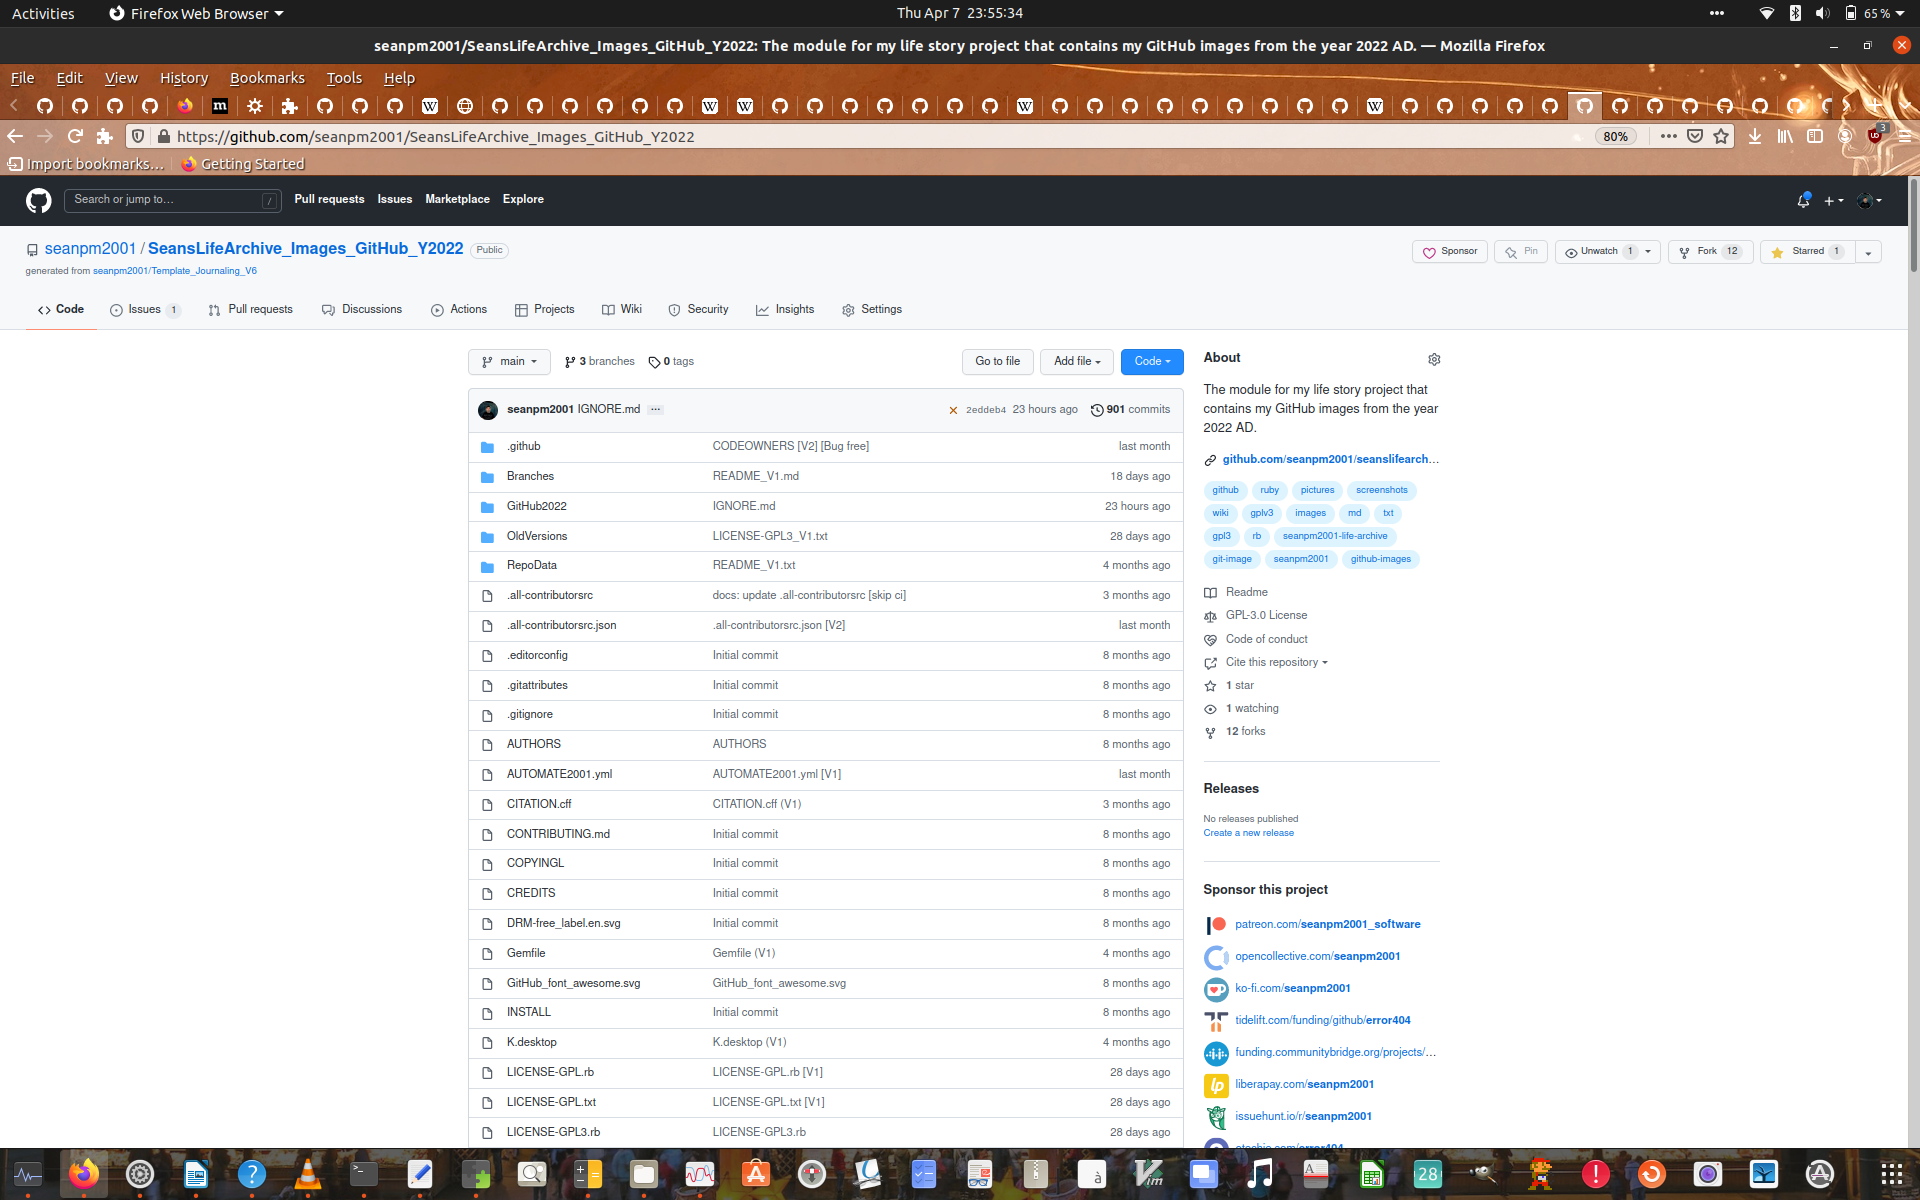 Activities Firefox Web Browser Thu Apr 7 23:55:34 65 %
seanpm2001/SeansLifeArchive_Images_GitHub_Y2022: The module for my life story project that contains my GitHub images from the year 2022 AD. — Mozilla Firefox
File Edit View History Bookmarks Tools Help
https://github.com/seanpm2001/SeansLifeArchive_Images_GitHub_Y2022 80% 3
Import bookmarks... Getting Started
Search or jump to... / Pull requests Issues Marketplace Explore
seanpm2001 / SeansLifeArchive_Images_GitHub_Y2022 Public Sponsor Pin Unwatch 1 Fork 12 Starred 1
generated from seanpm2001/Template_Journaling_V6
Code Issues 1 Pull requests Discussions Actions Projects Wiki Security Insights Settings
main 3 branches 0 tags Go to file Add file Code
seanpm2001 IGNORE.md ... 2eddeb4 23 hours ago 901 commits
.github CODEOWNERS [V2] [Bug free] last month
Branches README_V1.md 18 days ago
GitHub2022 IGNORE.md 23 hours ago
OldVersions LICENSE-GPL3_V1.txt 28 days ago
RepoData README_V1.txt 4 months ago
.all-contributorsrc docs: update .all-contributorsrc [skip ci] 3 months ago
.all-contributorsrc.json .all-contributorsrc.json [V2] last month
.editorconfig Initial commit 8 months ago
.gitattributes Initial commit 8 months ago
.gitignore Initial commit 8 months ago
AUTHORS AUTHORS 8 months ago
AUTOMATE2001.yml AUTOMATE2001.yml [V1] last month
CITATION.cff CITATION.cff (V1) 3 months ago
CONTRIBUTING.md Initial commit 8 months ago
COPYINGL Initial commit 8 months ago
CREDITS Initial commit 8 months ago
DRM-free_label.en.svg Initial commit 8 months ago
Gemfile Gemfile (V1) 4 months ago
GitHub_font_awesome.svg GitHub_font_awesome.svg 8 months ago
INSTALL Initial commit 8 months ago
K.desktop K.desktop (V1) 4 months ago
LICENSE-GPL.rb LICENSE-GPL.rb [V1] 28 days ago
LICENSE-GPL.txt LICENSE-GPL.txt [V1] 28 days ago
LICENSE-GPL3.rb LICENSE-GPL3.rb 28 days ago
About
The module for my life story project that
contains my GitHub images from the year
2022 AD.
github.com/seanpm2001/seanslifearch...
github ruby pictures screenshots
wiki gplv3 images md txt
gpl3 rb seanpm2001-life-archive
git-image seanpm2001 github-images
Readme
GPL-3.0 License
Code of conduct
Cite this repository
1 star
1 watching
12 forks
Releases
No releases published
Create a new release
Sponsor this project
patreon.com/seanpm2001_software
opencollective.com/seanpm2001
ko-fi.com/seanpm2001
tidelift.com/funding/github/error404
funding.communitybridge.org/projects/...
liberapay.com/seanpm2001
issuehunt.io/r/seanpm2001
28